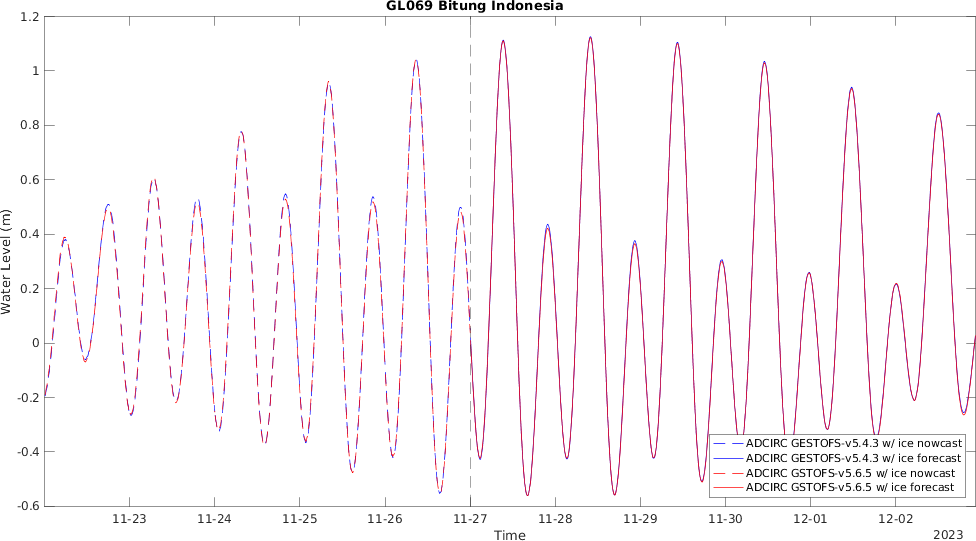 GL069 Bitung Indonesia
Water Level (m)
1.2
1
0.8
0.6
0.4
0.2
0
-0.2
-0.4
-0.6
ADCIRC GESTOFS-v5.4.3 w/ ice nowcast
ADCIRC GESTOFS-v5.4.3 w/ ice forecast
ADCIRC GSTOFS-v5.6.5 w/ ice nowcast
ADCIRC GSTOFS-v5.6.5 w/ ice forecast
11-23 11-24 11-25 11-26 11-27 11-28 11-29 11-30 12-01 12-02
Time
2023